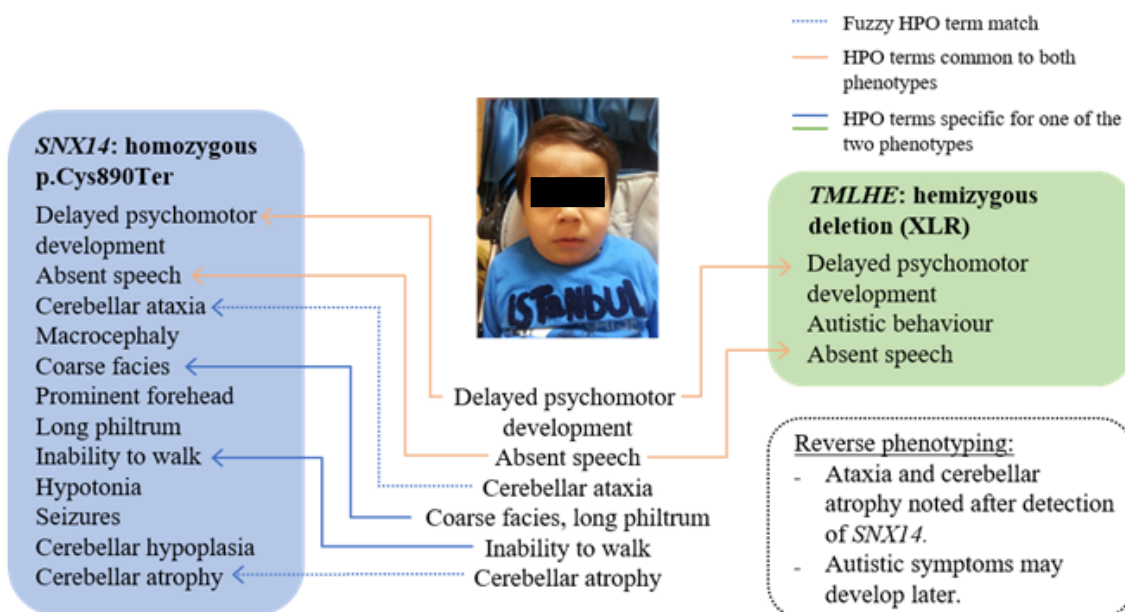 Fuzzy HPO term match
HPO terms common to both
phenotypes
HPO terms specific for one of the
two phenotypes
SNX14: homozygous
p.Cys890Ter
Delayed psychomotor
development
Absent speech
Cerebellar ataxia
Macrocephaly
Coarse facies
Prominent forehead
Long philtrum
Inability to walk
Hypotonia
Seizures
Cerebellar hypoplasia
Cerebellar atrophy
ISTANBUL
Delayed psychomotor
development
Absent speech
Cerebellar ataxia
Coarse facies, long philtrum
Inability to walk
Cerebellar atrophy
TMLHE: hemizygous
deletion (XLR)
Delayed psychomotor
development
Autistic behaviour
Absent speech
Reverse phenotyping:
- Ataxia and cerebellar
atrophy noted after detection
of SNX14.
- Autistic symptoms may
develop later.